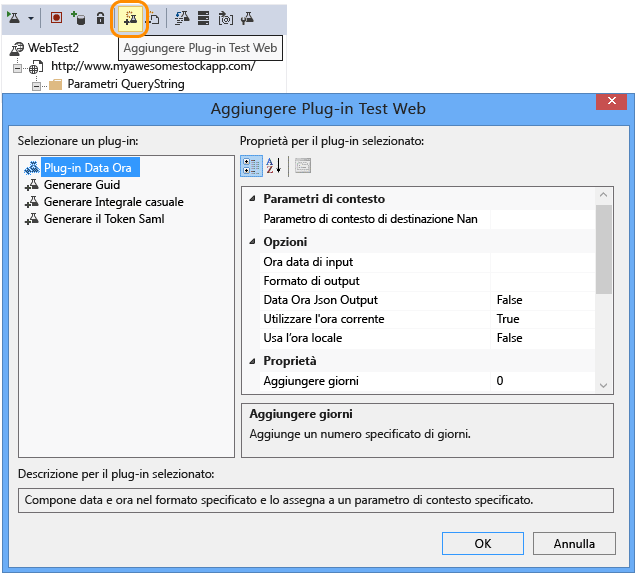 WebTest2
Aggiungere Plug-in Test Web
http://www.myawesomestockapp.com/
Parametri QueryString
Aggiungere Plug-in Test Web
Selezionare un plug-in:
Plug-in Data Ora
Generare Guid
Generare Integrale casuale
Generare il Token Saml
Proprietà per il plug-in selezionato:
Parametri di contesto
Parametro di contesto di destinazione Nan
Opzioni
Ora data di input
Formato di output
Data Ora Json Output False
Utilizzare l'ora corrente True
Usa l'ora locale False
Proprietà
Aggiungere giorni 0
Aggiungere giorni
Aggiunge un numero specificato di giorni.
Descrizione per il plug-in selezionato:
Compone data e ora nel formato specificato e lo assegna a un parametro di contesto specificato.
OK Annulla